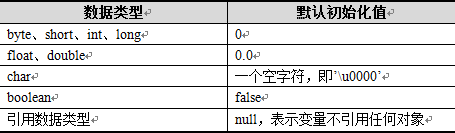 数据类型 默认初始化值
byte、short、int、long 0
float、double 0.0
char 一个空字符，即’\u0000’
boolean false
引用数据类型 null，表示变量不引用任何对象